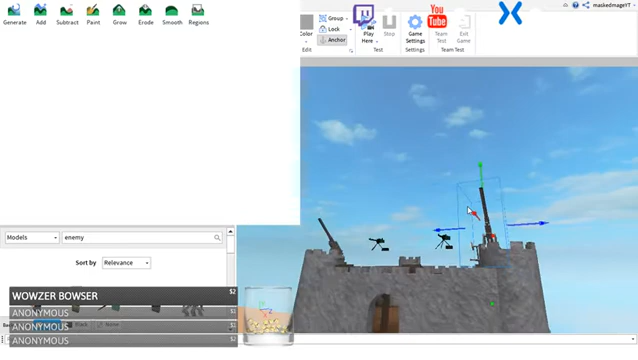 maskedmageYT
Group
Color
Lock
Anchor
Edit
Play
Here
Stop
Test
Game
Settings
Settings
You
Tube
Team
Test
Exit
Game
Team Test
Generate
Add
Subtract
Paint
Grow
Erode
Smooth
Regions
Models
enemy
Sort by
Relevance
WOWZER BOWSER
$2
ANONYMOUS
$1
ANONYMOUS
$1
ANONYMOUS